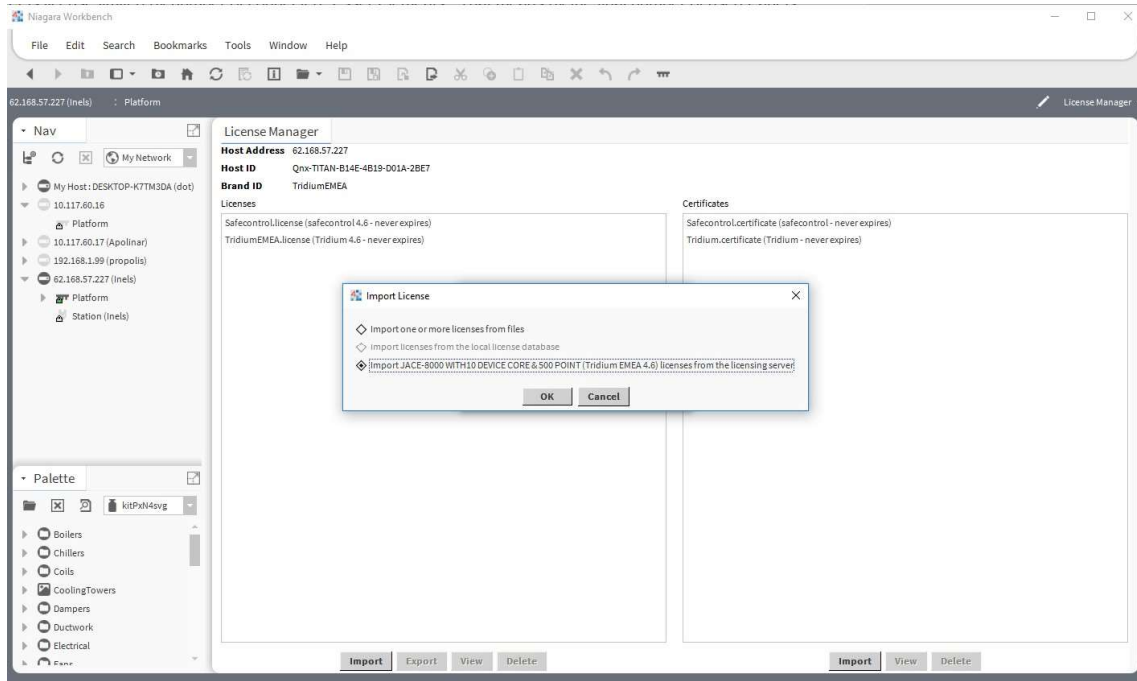 Niagara Workbench
File Edit Search Bookmarks Tools Window Help
62.168.57.227 (Inels) : Platform License Manager
Nav
My Network
My Host : DESKTOP-K7TM3DA (dot)
10.117.60.16
Platform
10.117.60.17 (Apolinar)
192.168.1.99 (propolis)
62.168.57.227 (Inels)
Platform
Station (Inels)
Palette
kitPxN4svg
Boilers
Chillers
Coils
CoolingTowers
Dampers
Ductwork
Electrical
Fans
License Manager
Host Address 62.168.57.227
Host ID Qnx-TITAN-B14E-4B19-D01A-2BE7
Brand ID TridiumEMEA
Licenses
Safecontrol.license (safecontrol 4.6 - never expires)
TridiumEMEA.license (Tridium 4.6 - never expires)
Certificates
Safecontrol.certificate (safecontrol - never expires)
Tridium.certificate (Tridium - never expires)
Import License
Import one or more licenses from files
Import licenses from the local license database
Import JACE-8000 WITH10 DEVICE CORE & 500 POINT (Tridium EMEA 4.6) licenses from the licensing server
OK Cancel
Import Export View Delete
Import View Delete